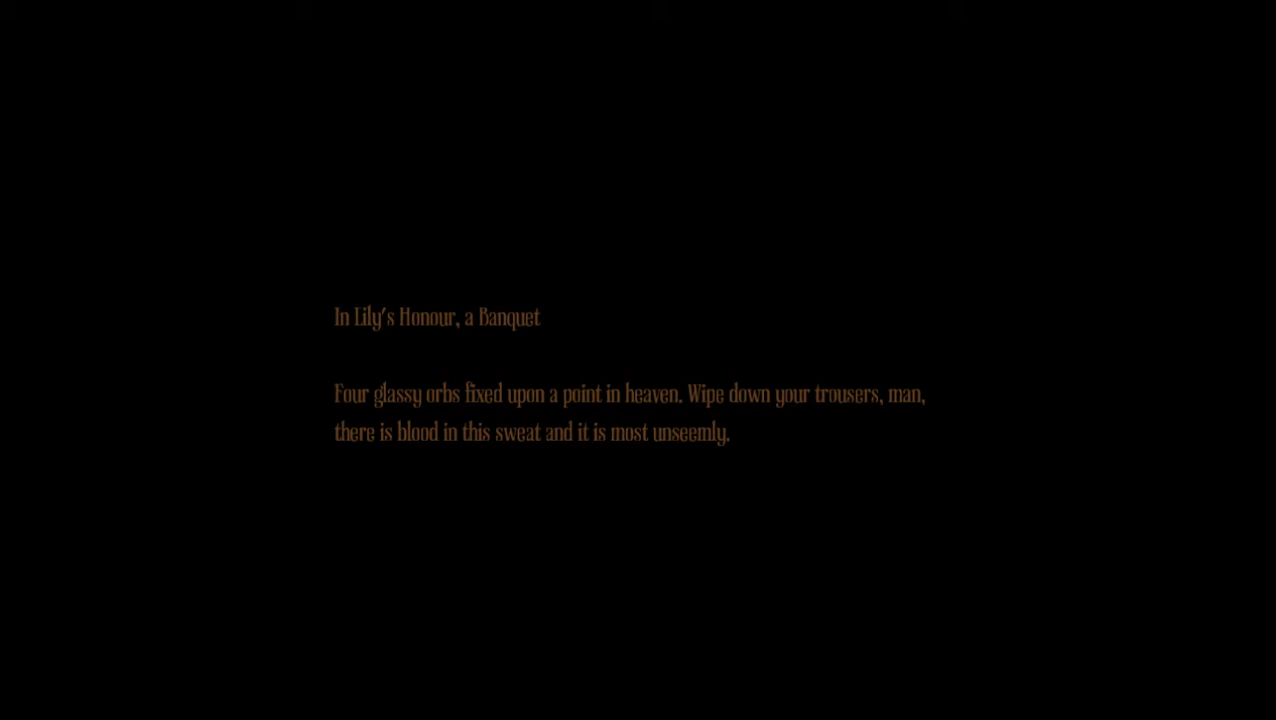 In Lily's Honour, a Banquet
Four glassy orbs fixed upon a point in heaven. Wipe down your trousers, man,
there is blood in this sweat and it is most unseemly.